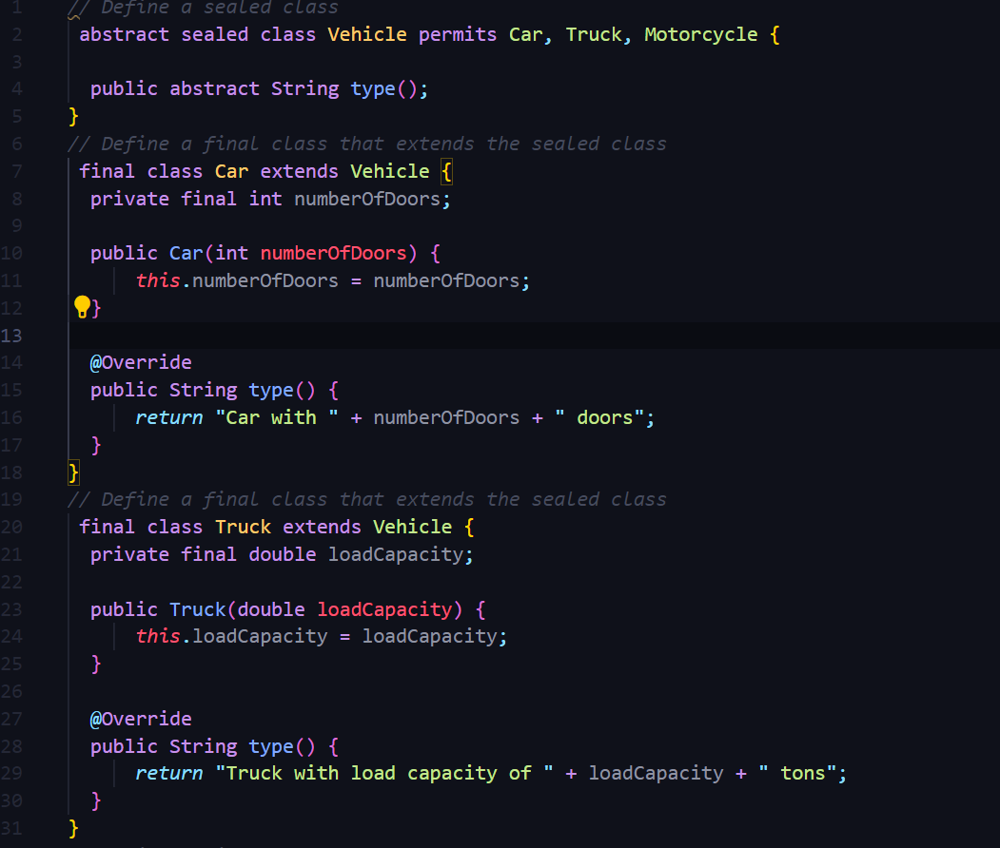 1 // Define a sealed class
2 abstract sealed class Vehicle permits Car, Truck, Motorcycle {
3
4 public abstract String type();
5 }
6 // Define a final class that extends the sealed class
7 final class Car extends Vehicle {
8 private final int numberOfDoors;
9
10 public Car(int numberOfDoors) {
11 this.numberOfDoors = numberOfDoors;
12 }
13
14 @Override
15 public String type() {
16 return "Car with " + numberOfDoors + " doors";
17 }
18 }
19 // Define a final class that extends the sealed class
20 final class Truck extends Vehicle {
21 private final double loadCapacity;
22
23 public Truck(double loadCapacity) {
24 this.loadCapacity = loadCapacity;
25 }
26
27 @Override
28 public String type() {
29 return "Truck with load capacity of " + loadCapacity + " tons";
30 }
31 }